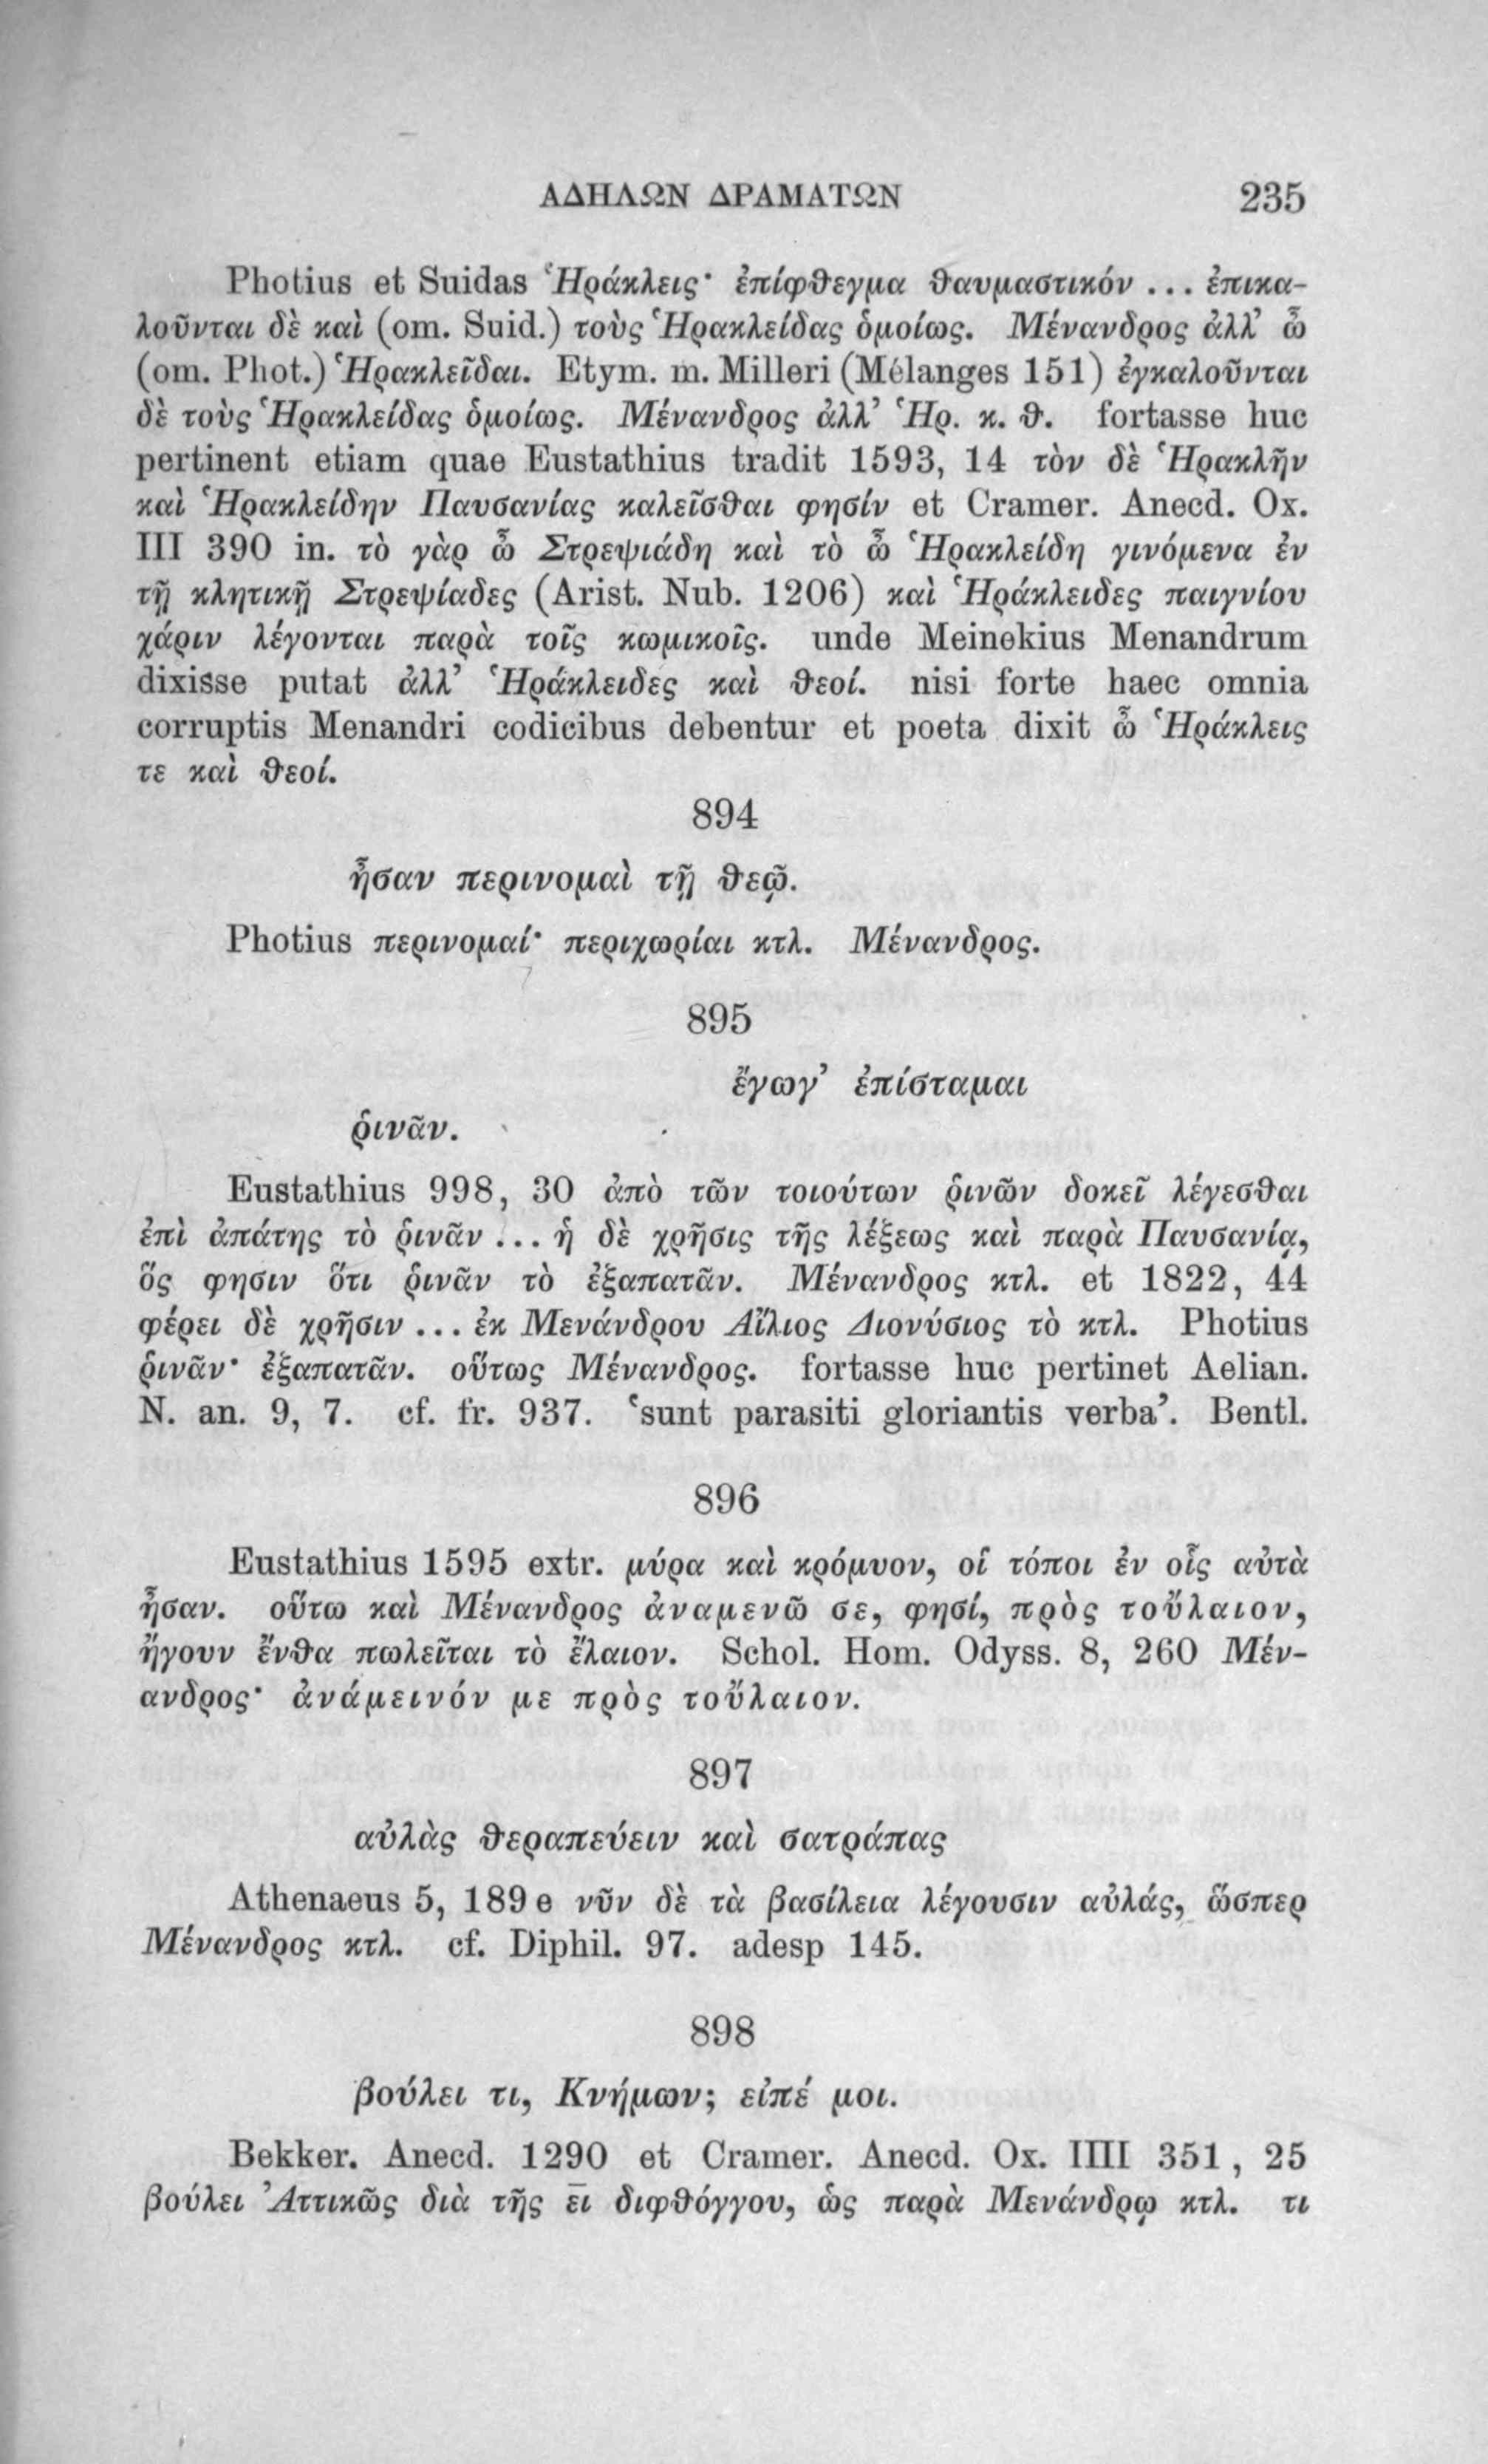 ΑΔΗΛΩΝ ΔΡΑΜΑΤΩΝ 235
Photius et Suidas Ἡράκλεις· ἐπίφθεγμα θαυμαστικόν ... ἐπικα-
λοῦνται δὲ καὶ (om. Suid.) τοὺς Ἡρακλείδας ὁμοίως. Μένανδρος ἀλλ’ ὦ
(om. Phot.) Ἡρακλεῖδαι. Etym. m. Milleri (Mélanges 151) ἐγκαλοῦνται
δὲ τοὺς Ἡρακλείδας ὁμοίως. Μένανδρος ἀλλ’ Ἡρ. κ. θ. fortasse huc
pertinent etiam quae Eustathius tradit 1593, 14 τὸν δὲ Ἡρακλῆν
καὶ Ἡρακλείδην Παυσανίας καλεῖσθαι φησίν et Cramer. Anecd. Ox.
III 390 in. τὸ γὰρ ὦ Στρεψιάδη καὶ τὸ ὦ Ἡρακλείδη γινόμενα ἐν
τῇ κλητικῇ Στρεψίαδες (Arist. Nub. 1206) καὶ Ἡράκλειδες παιγνίου
χάριν λέγονται παρὰ τοῖς κωμικοῖς. unde Meinekius Menandrum
dixisse putat ἀλλ’ Ἡράκλειδες καὶ θεοί. nisi forte haec omnia
corruptis Menandri codicibus debentur et poeta dixit ὦ Ἡράκλεις
τε καὶ θεοί.
894
ἦσαν περινομαὶ τῇ θεῷ.
Photius περινομαί· περιχωρίαι κτλ. Μένανδρος.
895
ἔγωγ’ ἐπίσταμαι
ῥινᾶν.
Eustathius 998, 30 ἀπὸ τῶν τοιούτων ῥινῶν δοκεῖ λέγεσθαι
ἐπὶ ἀπάτης τὸ ῥινᾶν ... ἡ δὲ χρῆσις τῆς λέξεως καὶ παρὰ Παυσανίᾳ,
ὅς φησιν ὅτι ῥινᾶν τὸ ἐξαπατᾶν. Μένανδρος κτλ. et 1822, 44
φέρει δὲ χρῆσιν ... ἐκ Μενάνδρου Αἴλιος Διονύσιος τὸ κτλ. Photius
ῥινᾶν· ἐξαπατᾶν. οὕτως Μένανδρος. fortasse huc pertinet Aelian.
N. an. 9, 7. cf. fr. 937. ‘sunt parasiti gloriantis verba’. Bentl.
896
Eustathius 1595 extr. μύρα καὶ κρόμυον, οἱ τόποι ἐν οἷς αὐτὰ
ἦσαν. οὕτω καὶ Μένανδρος ἀναμενῶ σε, φησί, πρὸς τοὔλαιον,
ἤγουν ἔνθα πωλεῖται τὸ ἔλαιον. Schol. Hom. Odyss. 8, 260 Μέν-
ανδρος· ἀνάμεινόν με πρὸς τοὔλαιον.
897
αὐλὰς θεραπεύειν καὶ σατράπας
Athenaeus 5, 189 e νῦν δὲ τὰ βασίλεια λέγουσιν αὐλάς, ὥσπερ
Μένανδρος κτλ. cf. Diphil. 97. adesp 145.
898
βούλει τι, Κνήμων; εἰπέ μοι.
Bekker. Anecd. 1290 et Cramer. Anecd. Ox. IIII 351, 25
βούλει Ἀττικῶς διὰ τῆς ε̅ι̅ διφθόγγου, ὡς παρὰ Μενάνδρῳ κτλ. τι